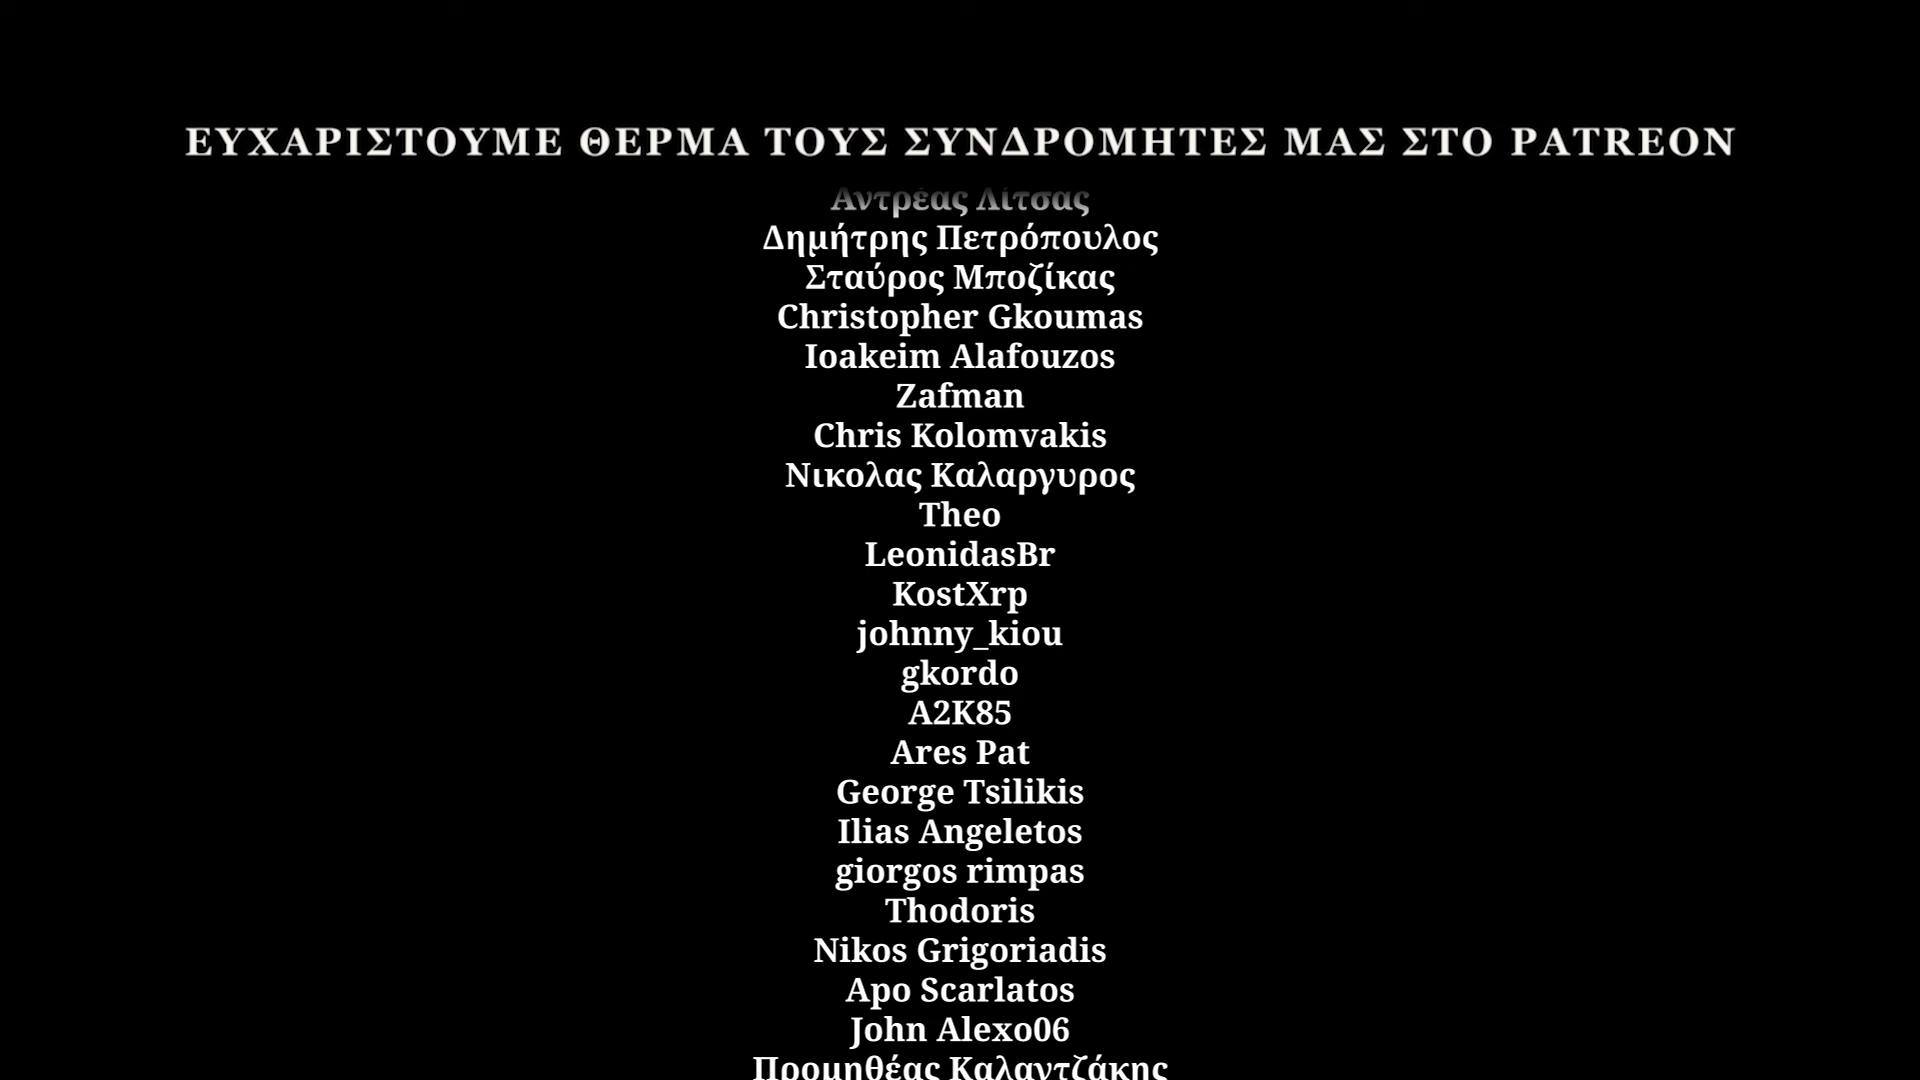 ΕΥΧΑΡΙΣΤΟΥΜΕ ΘΕΡΜΑ ΤΟΥΣ ΣΥΝΔΡΟΜΗΤΕΣ ΜΑΣ ΣΤΟ PATREON
Αντρέας Λίτσας
Δημήτρης Πετρόπουλος
Σταύρος Μποζίκας
Christopher Gkoumas
Ioakeim Alafouzos
Zafman
Chris Kolomvakis
Νικολας Καλαργυρος
Theo
LeonidasBr
KostXrp
johnny_kiou
gkordo
A2K85
Ares Pat
George Tsilikis
Ilias Angeletos
giorgos rimpas
Thodoris
Nikos Grigoriadis
Apo Scarlatos
John Alexo06
Προμηθέας Καλαντζάκης